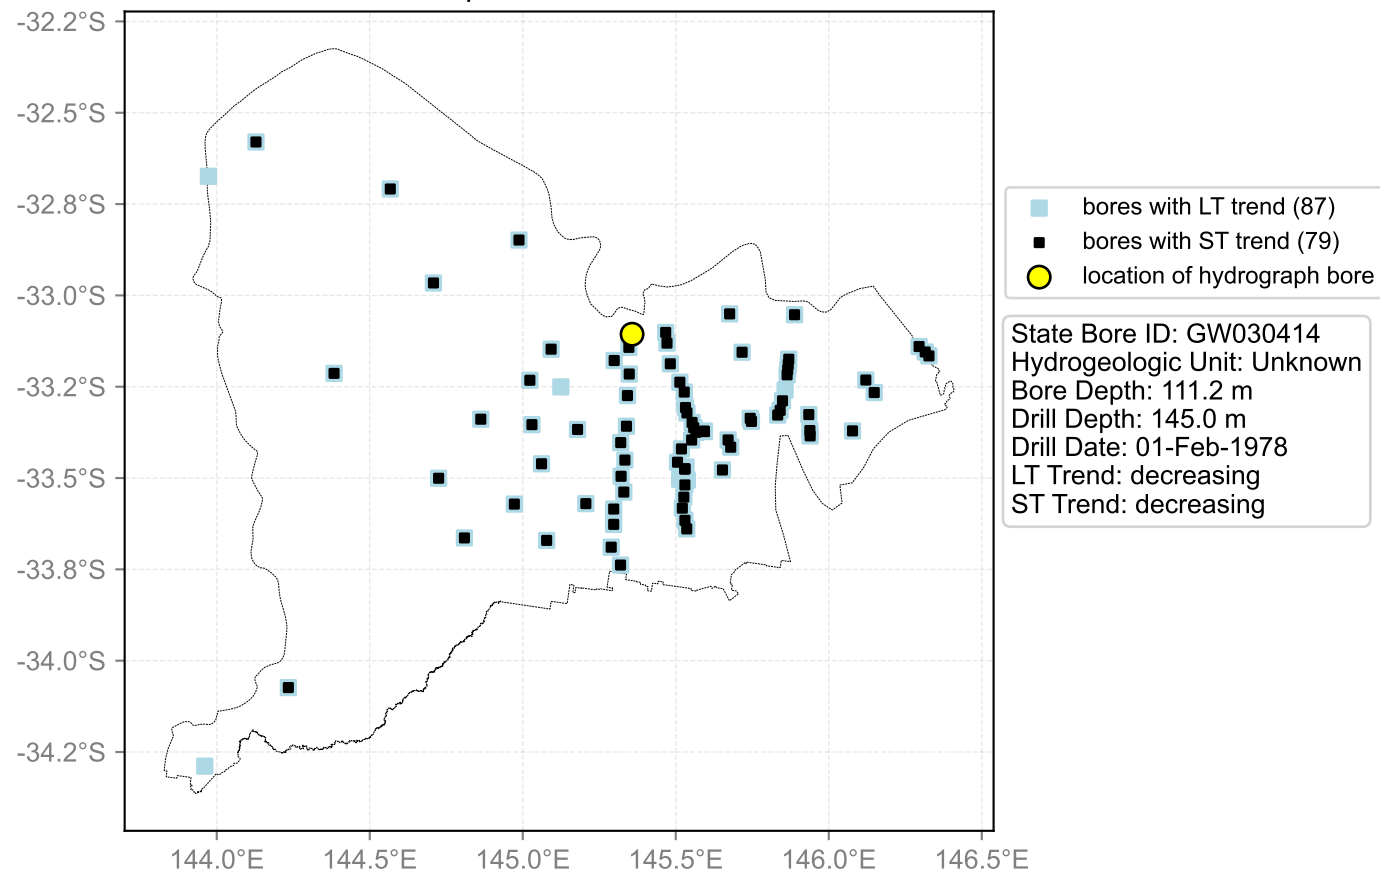 -32.2°S
-32.5°S
-32.8°S
-33.0°S
-33.2°S
-33.5°S
-33.8°S
-34.0°S
-34.2°S
144.0°E
144.5°E
145.0°E
145.5°E
146.0°E
146.5°E
bores with LT trend (87)
bores with ST trend (79)
location of hydrograph bore
State Bore ID: GW030414
Hydrogeologic Unit: Unknown
Bore Depth: 111.2 m
Drill Depth: 145.0 m
Drill Date: 01-Feb-1978
LT Trend: decreasing
ST Trend: decreasing